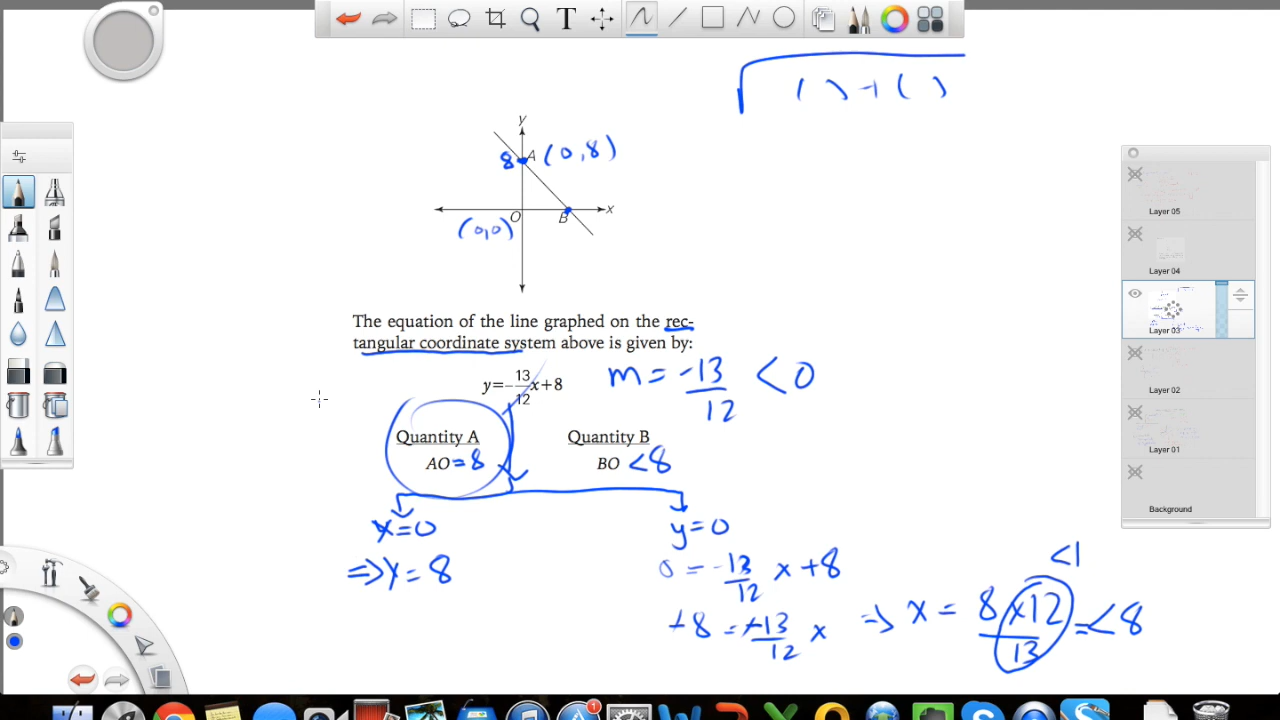 √( ) + ( )
y
8 A (0,8)
O B x
(0,0)
The equation of the line graphed on the rec-
tangular coordinate system above is given by:
y=-13/12x+8 m = -13/12 < 0
Quantity A Quantity B
AO = 8 BO < 8
x=0 y=0
⇒ y = 8 0 = -13/12 x + 8
+8 = +13/12 x ⇒ x = 8 x 12/13 = < 8
<1
Layer 05
Layer 04
Layer 03
Layer 02
Layer 01
Background
T
1